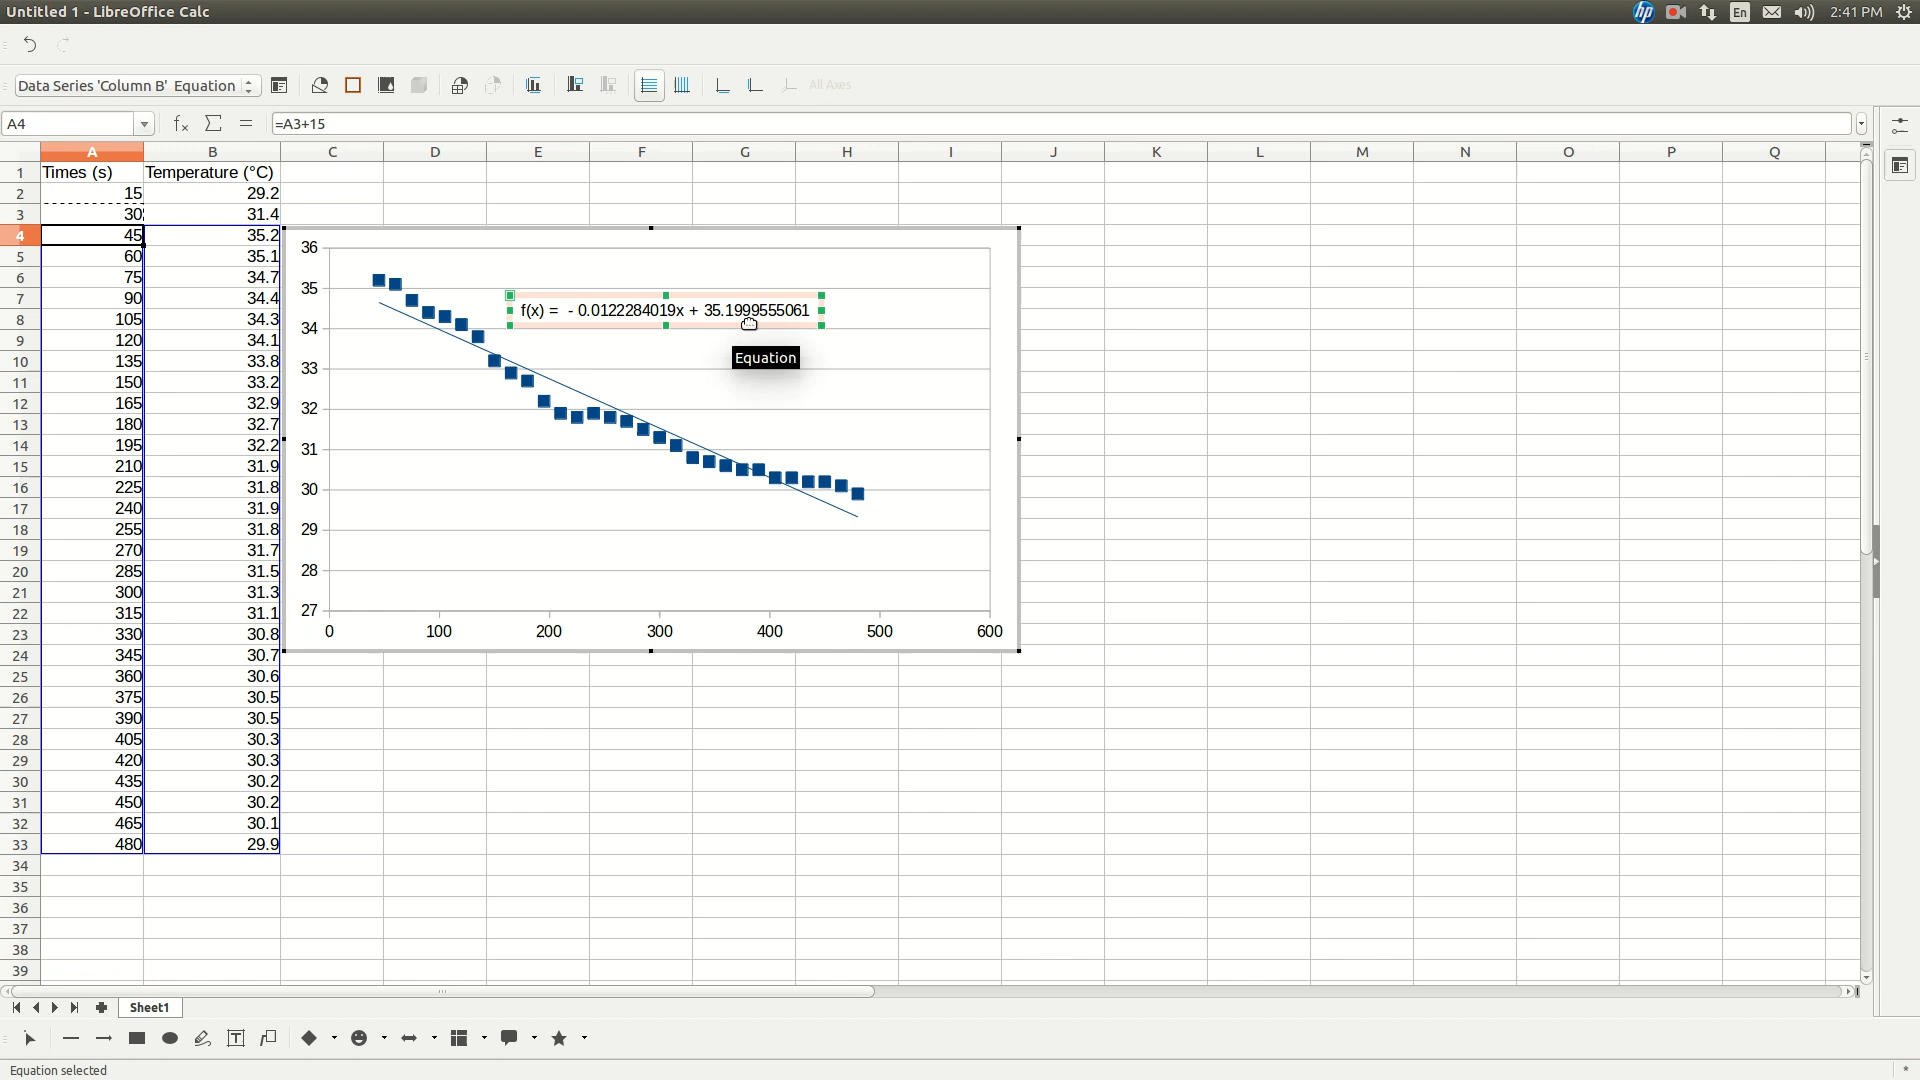 Untitled 1 - LibreOffice Calc
En
2:41 PM
Data Series 'Column B' Equation
All Axes
A4
=A3+15
A B C D E F G H I J K L M N O P Q
1 Times (s) Temperature (°C)
2 15 29.2
3 30 31.4
4 45 35.2
5 60 35.1
6 75 34.7
7 90 34.4
8 105 34.3
9 120 34.1
10 135 33.8
11 150 33.2
12 165 32.9
13 180 32.7
14 195 32.2
15 210 31.9
16 225 31.8
17 240 31.9
18 255 31.8
19 270 31.7
20 285 31.5
21 300 31.3
22 315 31.1
23 330 30.8
24 345 30.7
25 360 30.6
26 375 30.5
27 390 30.5
28 405 30.3
29 420 30.3
30 435 30.2
31 450 30.2
32 465 30.1
33 480 29.9
34
35
36
37
38
39
36
35
34
33
32
31
30
29
28
27
0 100 200 300 400 500 600
f(x) = - 0.0122284019x + 35.1999555061
Equation
Sheet1
Equation selected